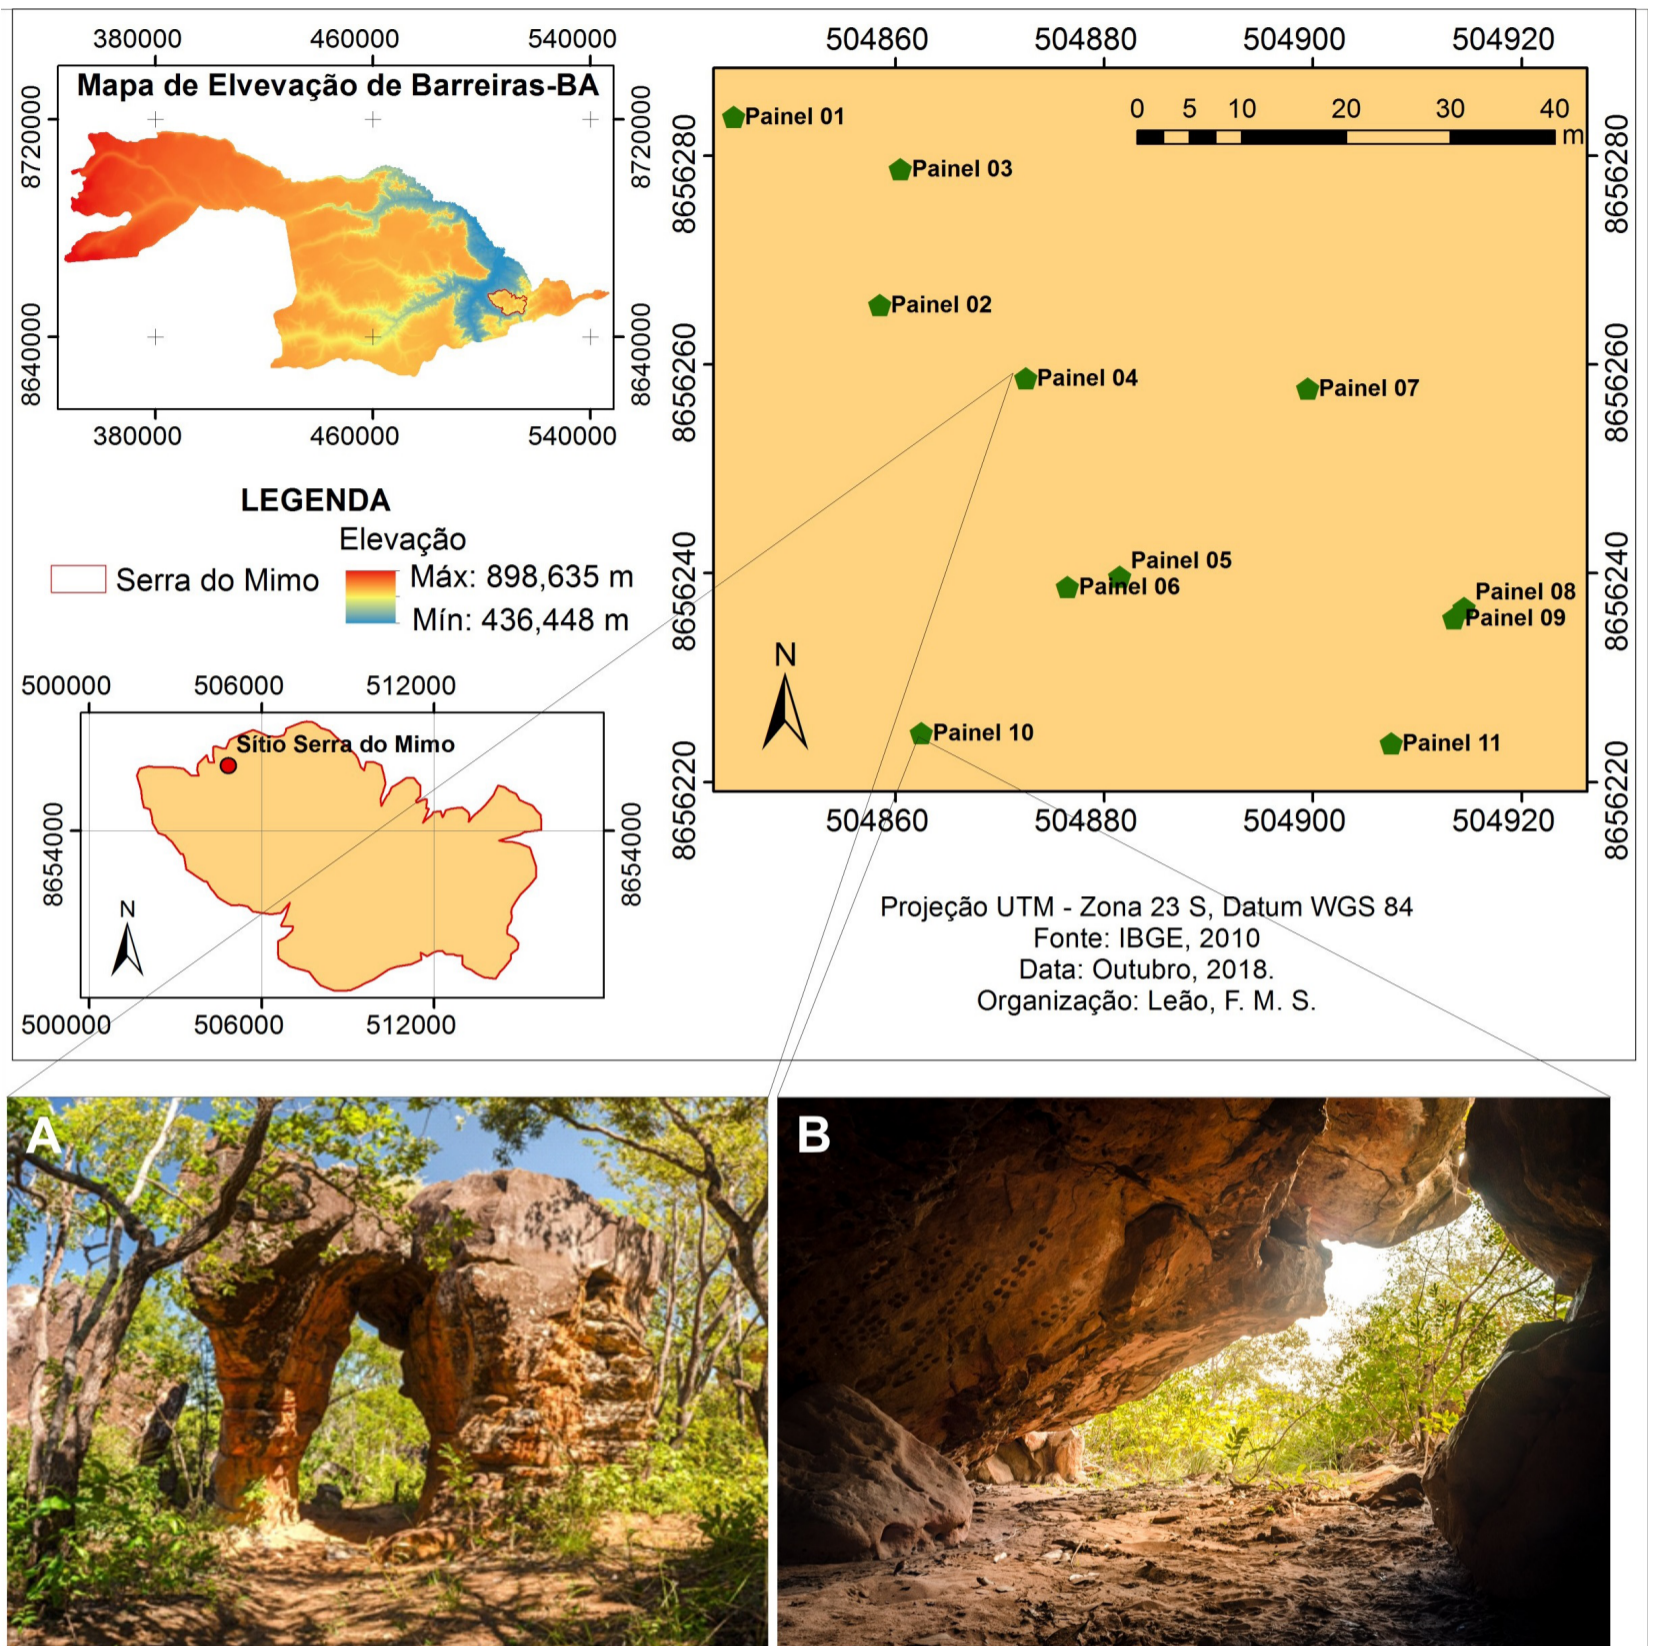 380000 460000 540000
Mapa de Elvevação de Barreiras-BA
8720000 8720000
8640000 8640000
380000 460000 540000
LEGENDA
Elevação
Serra do Mimo
Máx: 898,635 m
Mín: 436,448 m
500000 506000 512000
Sítio Serra do Mimo
8654000 8654000
N
500000 506000 512000
504860 504880 504900 504920
Painel 01
0 5 10 20 30 40
m
8656280 8656280
Painel 03
Painel 02
8656260 8656260
Painel 04
Painel 07
8656240 8656240
Painel 05
Painel 06
Painel 08
Painel 09
N
Painel 10
Painel 11
8656220 8656220
504860 504880 504900 504920
Projeção UTM - Zona 23 S, Datum WGS 84
Fonte: IBGE, 2010
Data: Outubro, 2018.
Organização: Leão, F. M. S.
A
B